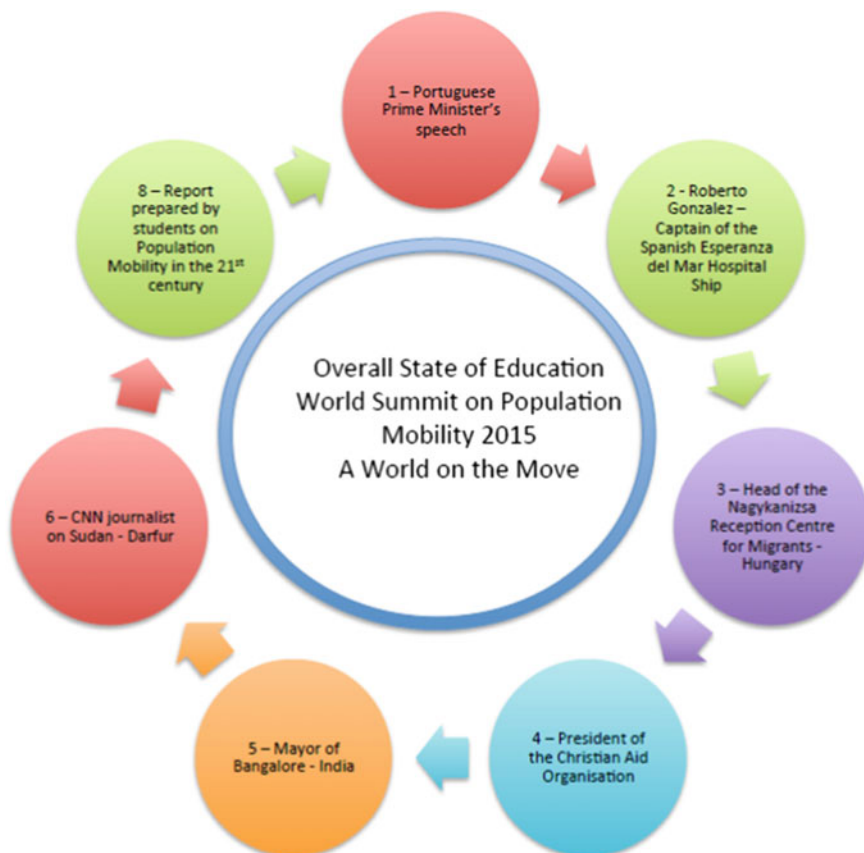 1 – Portuguese
Prime Minister's
speech
2 - Roberto
Gonzalez –
Captain of the
Spanish Esperanza
del Mar Hospital
Ship
3 – Head of the
Nagykanizsa
Reception Centre
for Migrants -
Hungary
4 – President of
the Christian Aid
Organisation
5 – Mayor of
Bangalore - India
6 – CNN journalist
on Sudan - Darfur
8 – Report
prepared by
students on
Population
Mobility in the 21st
century
Overall State of Education
World Summit on Population
Mobility 2015
A World on the Move